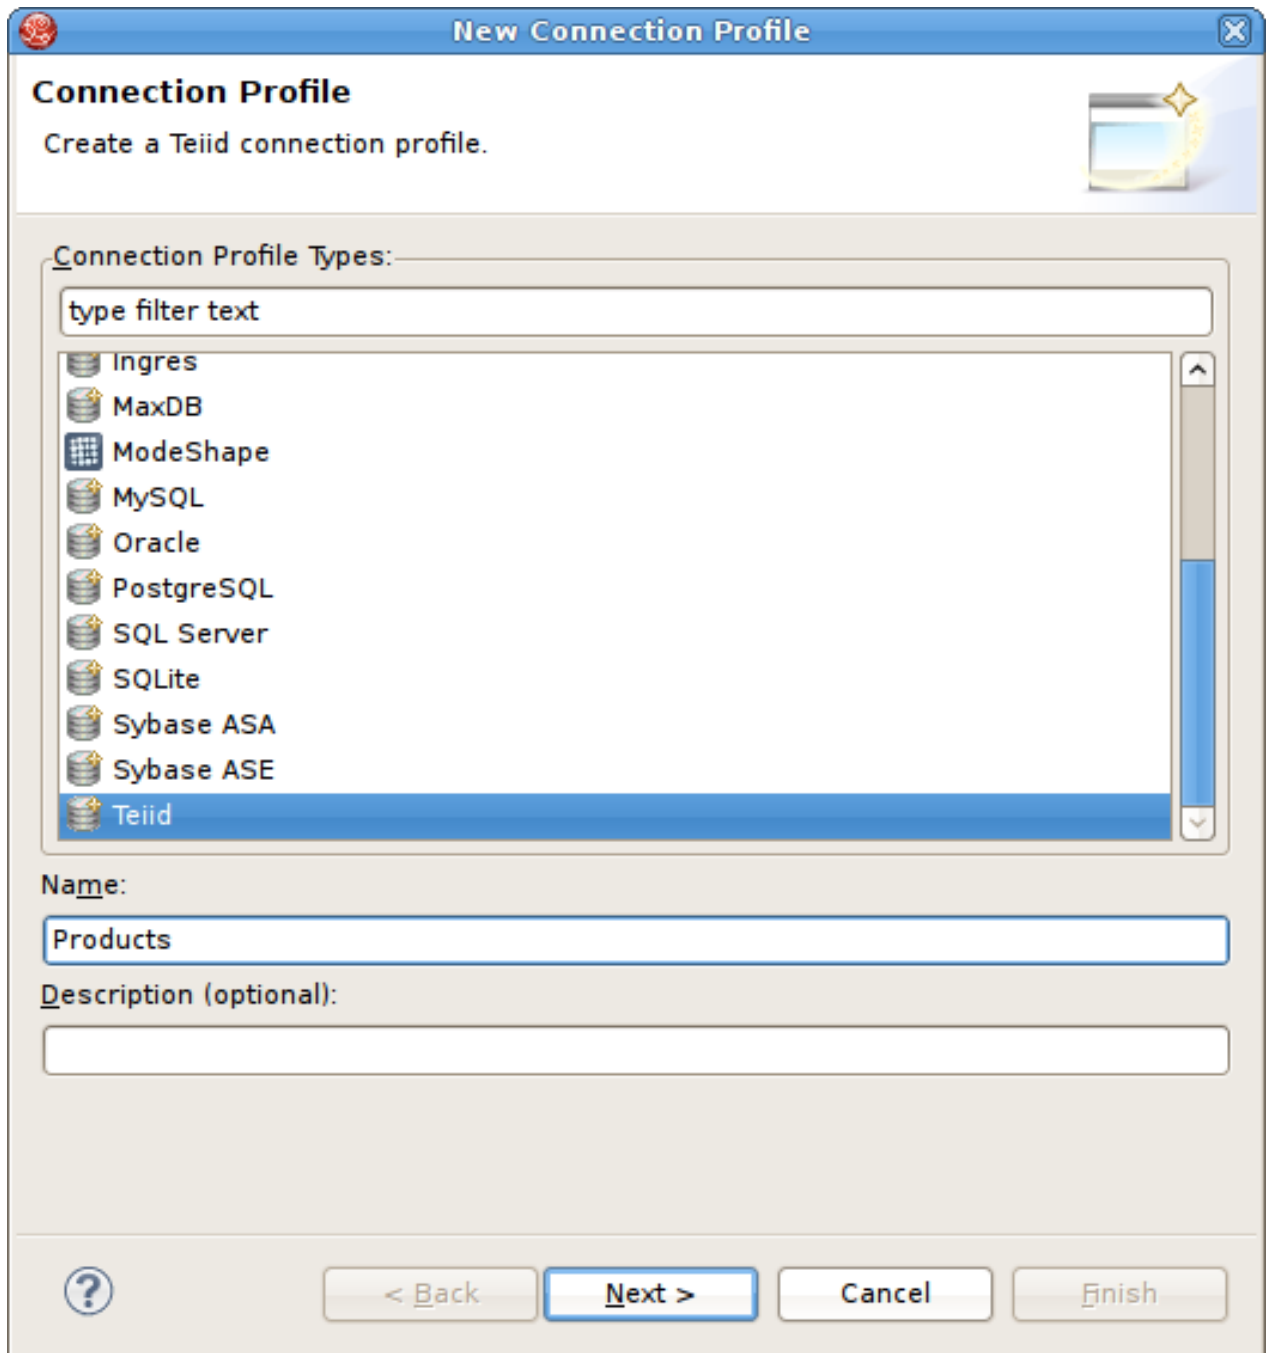 New Connection Profile
Connection Profile
Create a Teiid connection profile.
Connection Profile Types:
type filter text
Ingres
MaxDB
ModeShape
MySQL
Oracle
PostgreSQL
SQL Server
SQLite
Sybase ASA
Sybase ASE
Teiid
Name:
Products
Description (optional):
? < Back Next > Cancel Finish